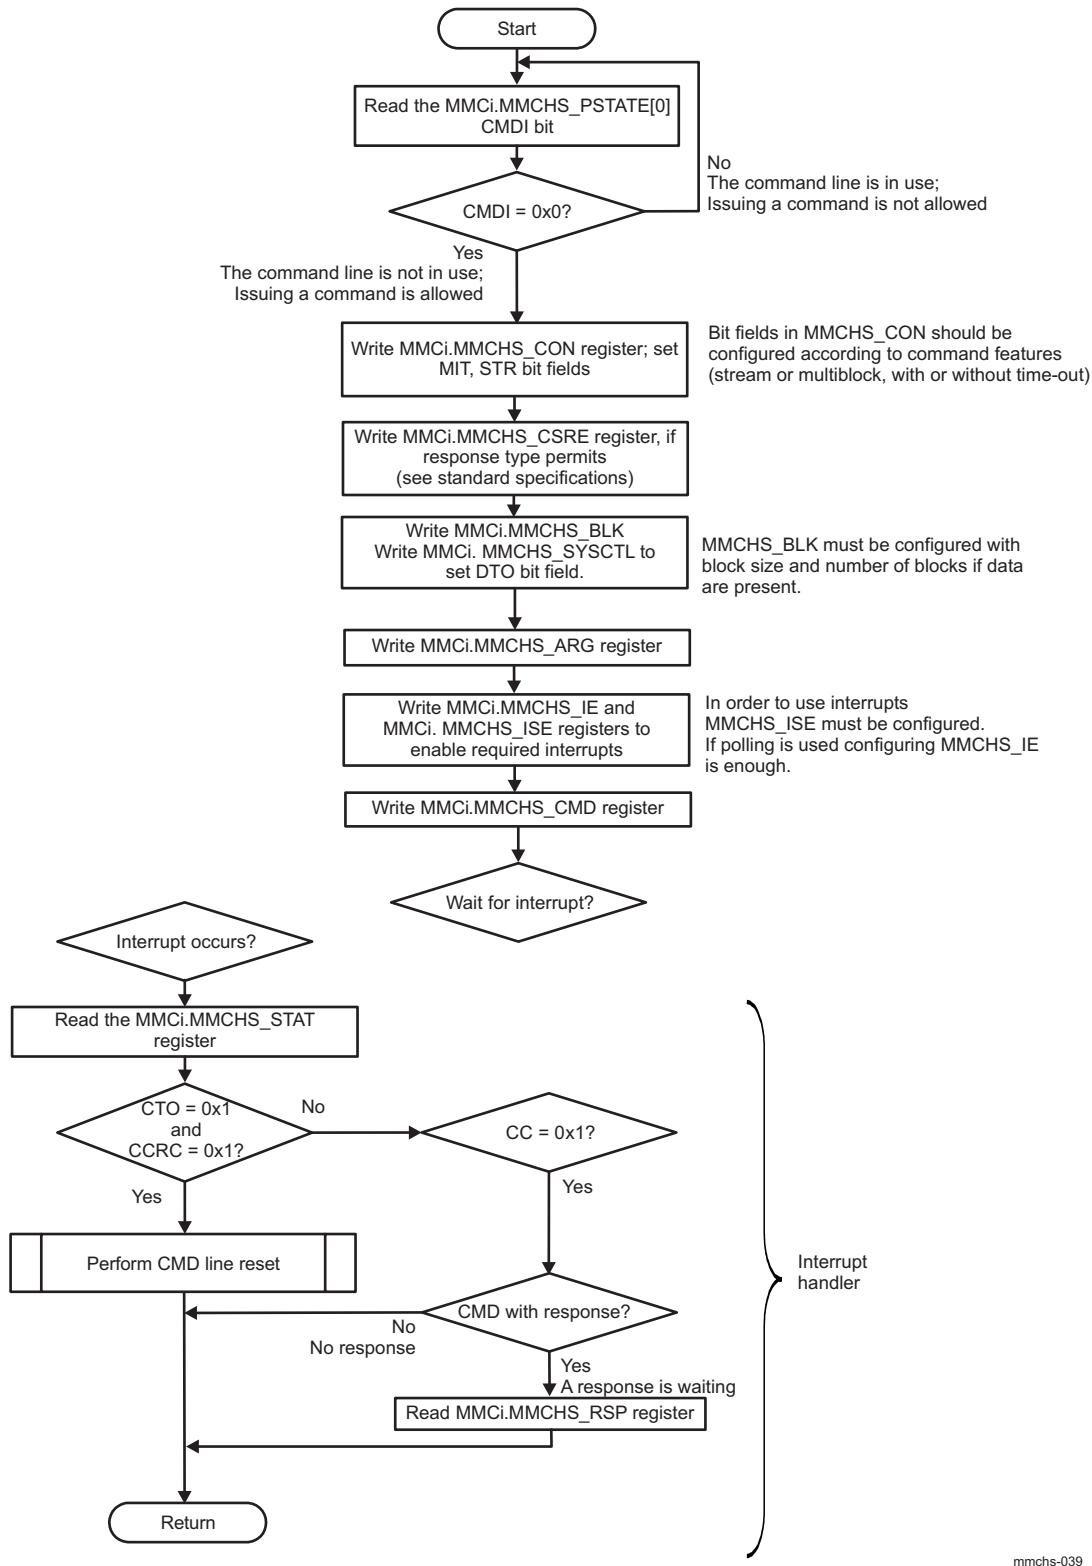 Start
Read the MMCi.MMCHS_PSTATE[0]
CMDI bit
No
The command line is in use;
Issuing a command is not allowed
CMDI = 0x0?
Yes
The command line is not in use;
Issuing a command is allowed
Write MMCi.MMCHS_CON register; set
MIT, STR bit fields
Bit fields in MMCHS_CON should be
configured according to command features
(stream or multiblock, with or without time-out)
Write MMCi.MMCHS_CSRE register, if
response type permits
(see standard specifications)
Write MMCi.MMCHS_BLK
Write MMCi. MMCHS_SYSCTL to
set DTO bit field.
MMCHS_BLK must be configured with
block size and number of blocks if data
are present.
Write MMCi.MMCHS_ARG register
Write MMCi.MMCHS_IE and
MMCi. MMCHS_ISE registers to
enable required interrupts
In order to use interrupts
MMCHS_ISE must be configured.
If polling is used configuring MMCHS_IE
is enough.
Write MMCi.MMCHS_CMD register
Wait for interrupt?
Interrupt occurs?
Read the MMCi.MMCHS_STAT
register
CTO = 0x1
and
CCRC = 0x1?
No
CC = 0x1?
Yes
Yes
Perform CMD line reset
Interrupt
handler
CMD with response?
No
No response
Yes
A response is waiting
Read MMCi.MMCHS_RSP register
Return
mmchs-039